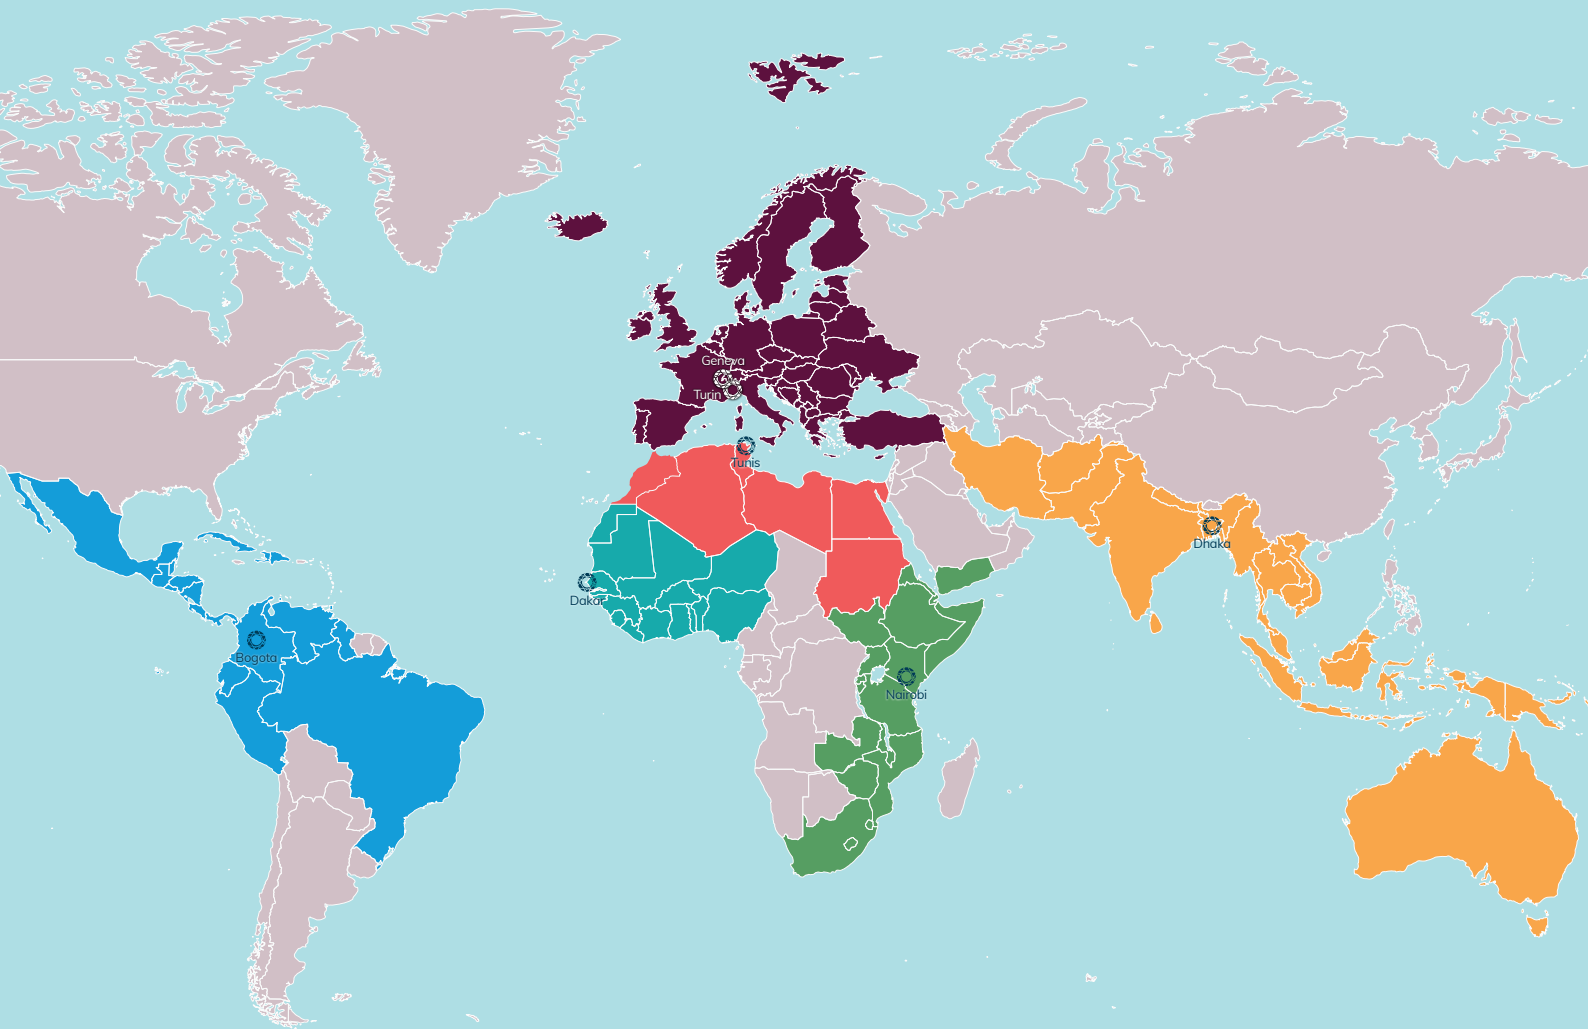 Geneva
Turin
Tunis
Dhaka
Dakar
Bogota
Nairobi